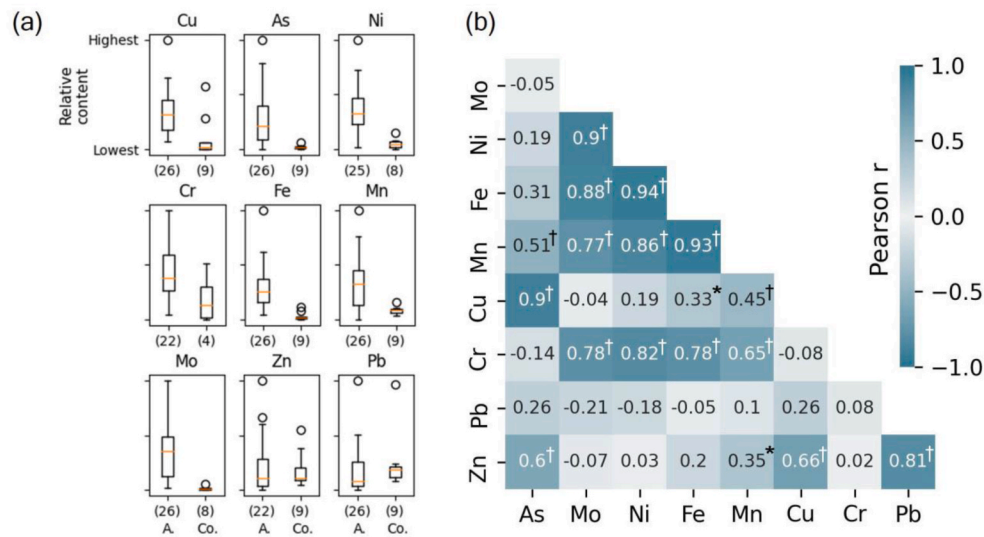 (a)
Cu As Ni
Highest
Relative content
Lowest
(26) (9) (26) (9) (25) (8)
Cr Fe Mn
(22) (4) (26) (9) (26) (9)
Mo Zn Pb
(26) (8) (22) (9) (26) (9)
A. Co. A. Co. A. Co.
(b)
Mo -0.05
Ni 0.19 0.9†
Fe 0.31 0.88† 0.94†
Mn 0.51† 0.77† 0.86† 0.93†
Cu 0.9† -0.04 0.19 0.33* 0.45†
Cr -0.14 0.78† 0.82† 0.78† 0.65† -0.08
Pb 0.26 -0.21 -0.18 -0.05 0.1 0.26 0.08
Zn 0.6† -0.07 0.03 0.2 0.35* 0.66† 0.02 0.81†
As Mo Ni Fe Mn Cu Cr Pb
Pearson r
1.0
0.5
0.0
−0.5
−1.0